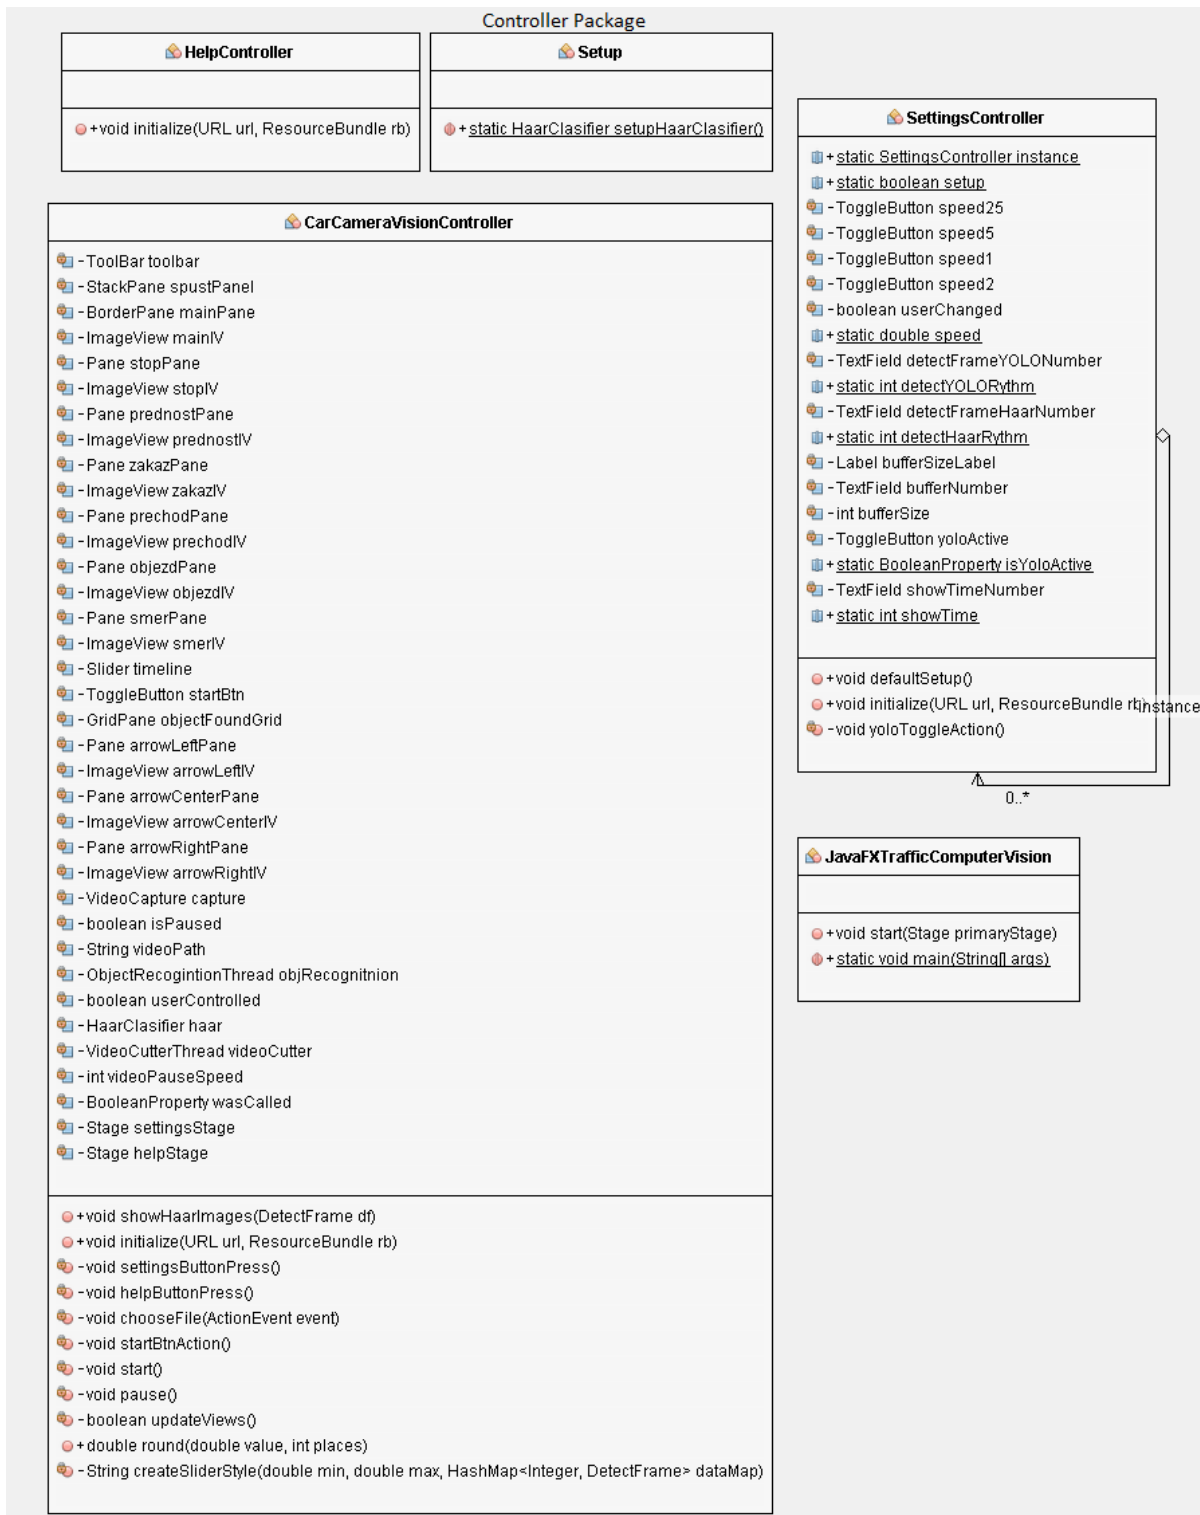 Controller Package
HelpController
+void initialize(URL url, ResourceBundle rb)
Setup
+static HaarClasifier setupHaarClasifier()
CarCameraVisionController
-ToolBar toolbar
-StackPane spustPanel
-BorderPane mainPane
-ImageView mainIV
-Pane stopPane
-ImageView stopIV
-Pane prednostPane
-ImageView prednostIV
-Pane zakazPane
-ImageView zakazIV
-Pane prechodPane
-ImageView prechodIV
-Pane objezdPane
-ImageView objezdIV
-Pane smerPane
-ImageView smerIV
-Slider timeline
-ToggleButton startBtn
-GridPane objectFoundGrid
-Pane arrowLeftPane
-ImageView arrowLeftIV
-Pane arrowCenterPane
-ImageView arrowCenterIV
-Pane arrowRightPane
-ImageView arrowRightIV
-VideoCapture capture
-boolean isPaused
-String videoPath
-ObjectRecogintionThread objRecognitnion
-boolean userControlled
-HaarClasifier haar
-VideoCutterThread videoCutter
-int videoPauseSpeed
-BooleanProperty wasCalled
-Stage settingsStage
-Stage helpStage
+void showHaarImages(DetectFrame df)
+void initialize(URL url, ResourceBundle rb)
-void settingsButtonPress()
-void helpButtonPress()
-void chooseFile(ActionEvent event)
-void startBtnAction()
-void start()
-void pause()
-boolean updateViews()
+double round(double value, int places)
-String createSliderStyle(double min, double max, HashMap<Integer, DetectFrame> dataMap)
SettingsController
+static SettingsController instance
+static boolean setup
-ToggleButton speed25
-ToggleButton speed5
-ToggleButton speed1
-ToggleButton speed2
-boolean userChanged
+static double speed
-TextField detectFrameYOLONumber
+static int detectYOLORythm
-TextField detectFrameHaarNumber
+static int detectHaarRythm
-Label bufferSizeLabel
-TextField bufferNumber
-int bufferSize
-ToggleButton yoloActive
+static BooleanProperty isYoloActive
-TextField showTimeNumber
+static int showTime
+void defaultSetup()
+void initialize(URL url, ResourceBundle rb)
-void yoloToggleAction()
instance
0..*
JavaFXTrafficComputerVision
+void start(Stage primaryStage)
+static void main(String[] args)